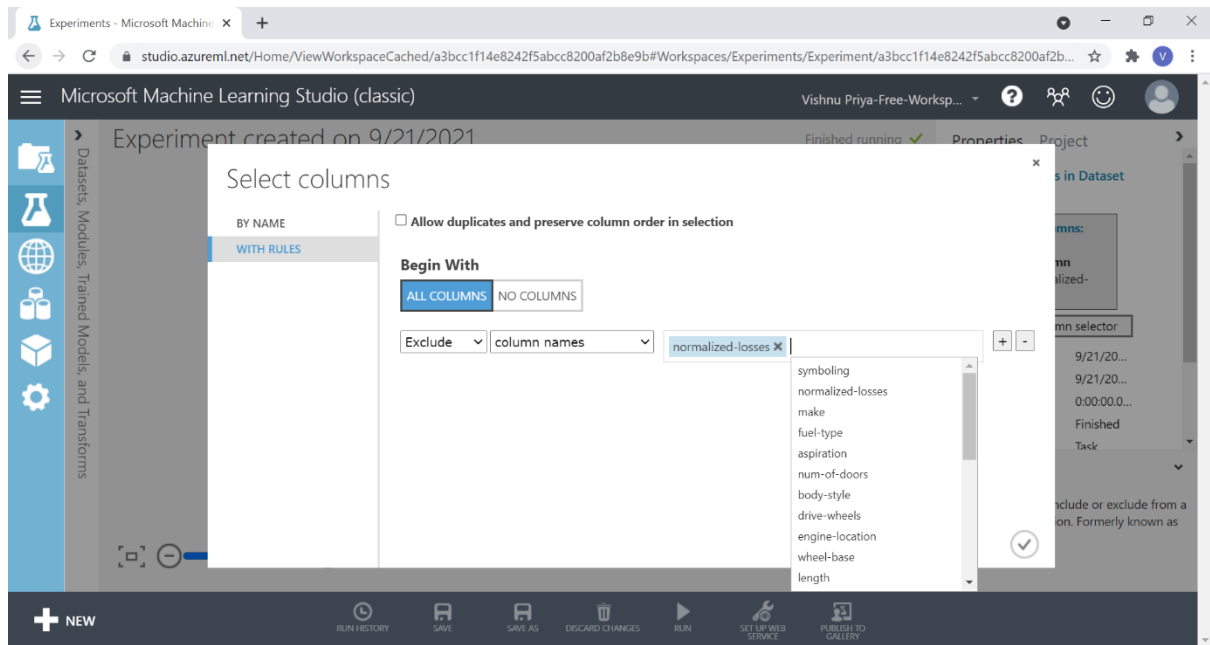 Experiments - Microsoft Machine
studio.azureml.net/Home/ViewWorkspaceCached/a3bcc1f14e8242f5abcc8200af2b8e9b#Workspaces/Experiments/Experiment/a3bcc1f14e8242f5abcc8200af2b...
V
Microsoft Machine Learning Studio (classic)
Vishnu Priya-Free-Worksp...
Experiment created on 9/21/2021
Finished running
Properties Project
Datasets, Modules, Trained Models, and Transforms
Select columns
s in Dataset
BY NAME
Allow duplicates and preserve column order in selection
WITH RULES
mns:
Begin With
mn
alized-
ALL COLUMNS NO COLUMNS
mn selector
Exclude column names normalized-losses + -
symboling
normalized-losses
make
fuel-type
aspiration
num-of-doors
body-style
drive-wheels
engine-location
wheel-base
length
9/21/20...
9/21/20...
0:00:00.0...
Finished
Task
nclude or exclude from a
ion. Formerly known as
NEW
RUN HISTORY
SAVE
SAVE AS
DISCARD CHANGES
RUN
SET UP WEB
SERVICE
PUBLISH TO
GALLERY